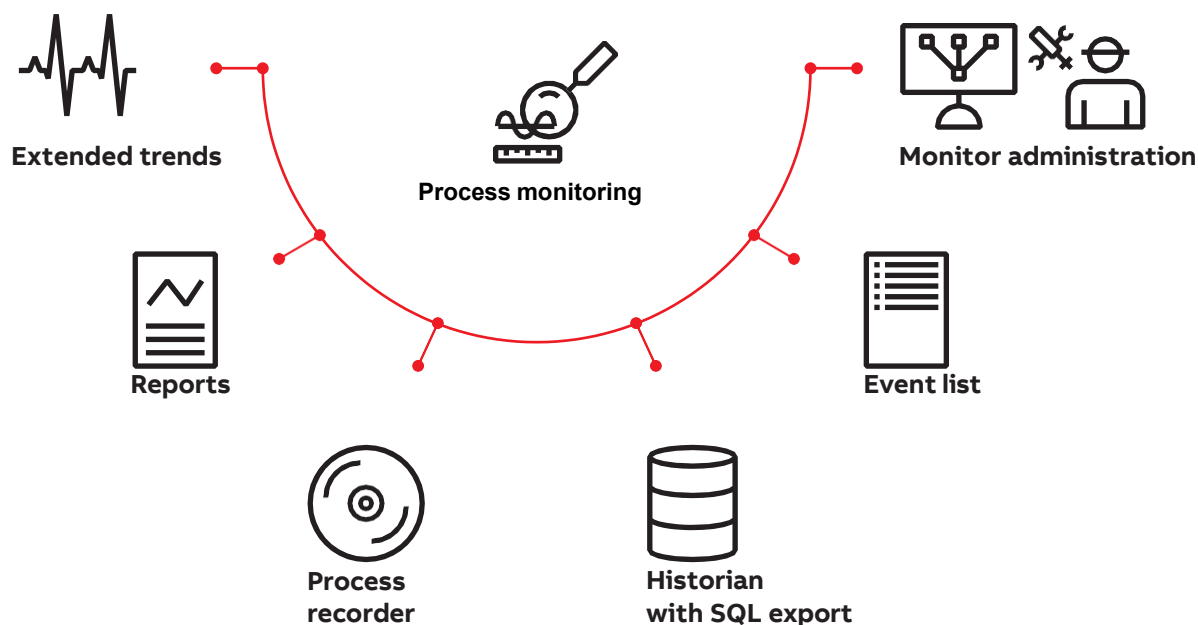 Extended trends
Process monitoring
Monitor administration
Reports
Event list
Process
recorder
Historian
with SQL export